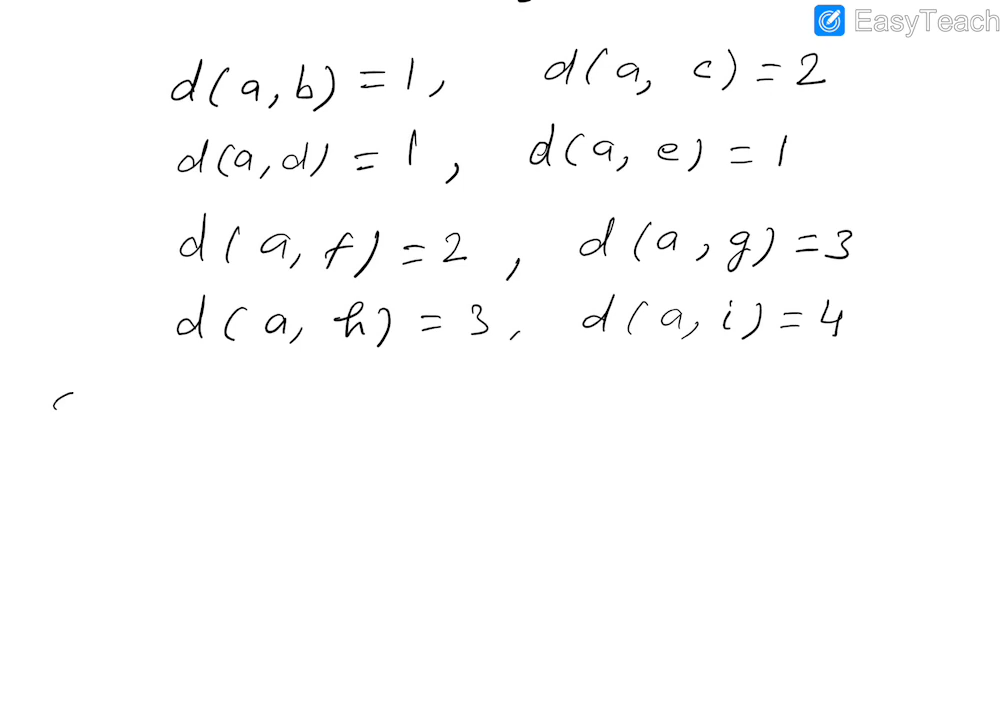 EasyTeach
d(a,b) = 1, d(a, c) = 2
d(a,d) = 1, d(a, e) = 1
d(a, f) = 2, d(a, g) = 3
d(a, h) = 3, d(a, i) = 4